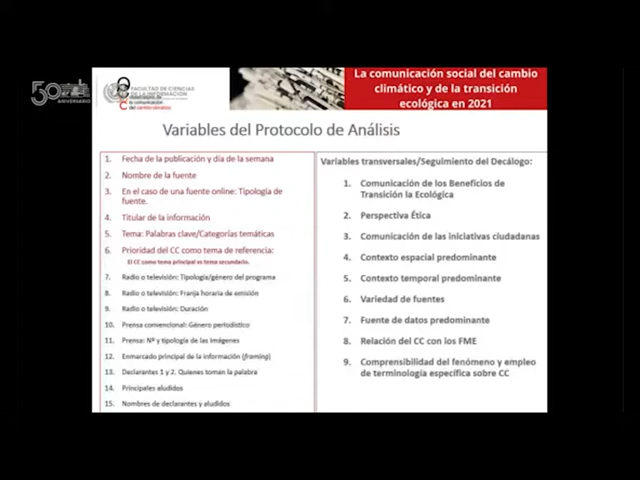 50
ANIVERSARIO
FACULTAD DE CIENCIAS
DE LA INFORMACIÓN
de la comunicación
del cambio climático
La comunicación social del cambio
climático y de la transición
ecológica en 2021
Variables del Protocolo de Análisis
1. Fecha de la publicación y día de la semana
2. Nombre de la fuente
3. En el caso de una fuente online: Tipología de
fuente.
4. Titular de la información
5. Tema: Palabras clave/Categorías temáticas
6. Prioridad del CC como tema de referencia:
El CC como tema principal es tema secundario.
7. Radio o televisión: Tipología/género del programa
8. Radio o televisión: Franja horaria de emisión
9. Radio o televisión: Duración
10. Prensa convencional: Género periodístico
11. Prensa: Nº y tipología de las imágenes
12. Enmarcado principal de la información (framing)
13. Declarantes 1 y 2. Quienes toman la palabra
14. Principales aludidos
15. Nombres de declarantes y aludidos
Variables transversales/Seguimiento del Decálogo:
1. Comunicación de los Beneficios de
Transición la Ecológica
2. Perspectiva Ética
3. Comunicación de las iniciativas ciudadanas
4. Contexto espacial predominante
5. Contexto temporal predominante
6. Variedad de fuentes
7. Fuente de datos predominante
8. Relación del CC con los FME
9. Comprensibilidad del fenómeno y empleo
de terminología específica sobre CC